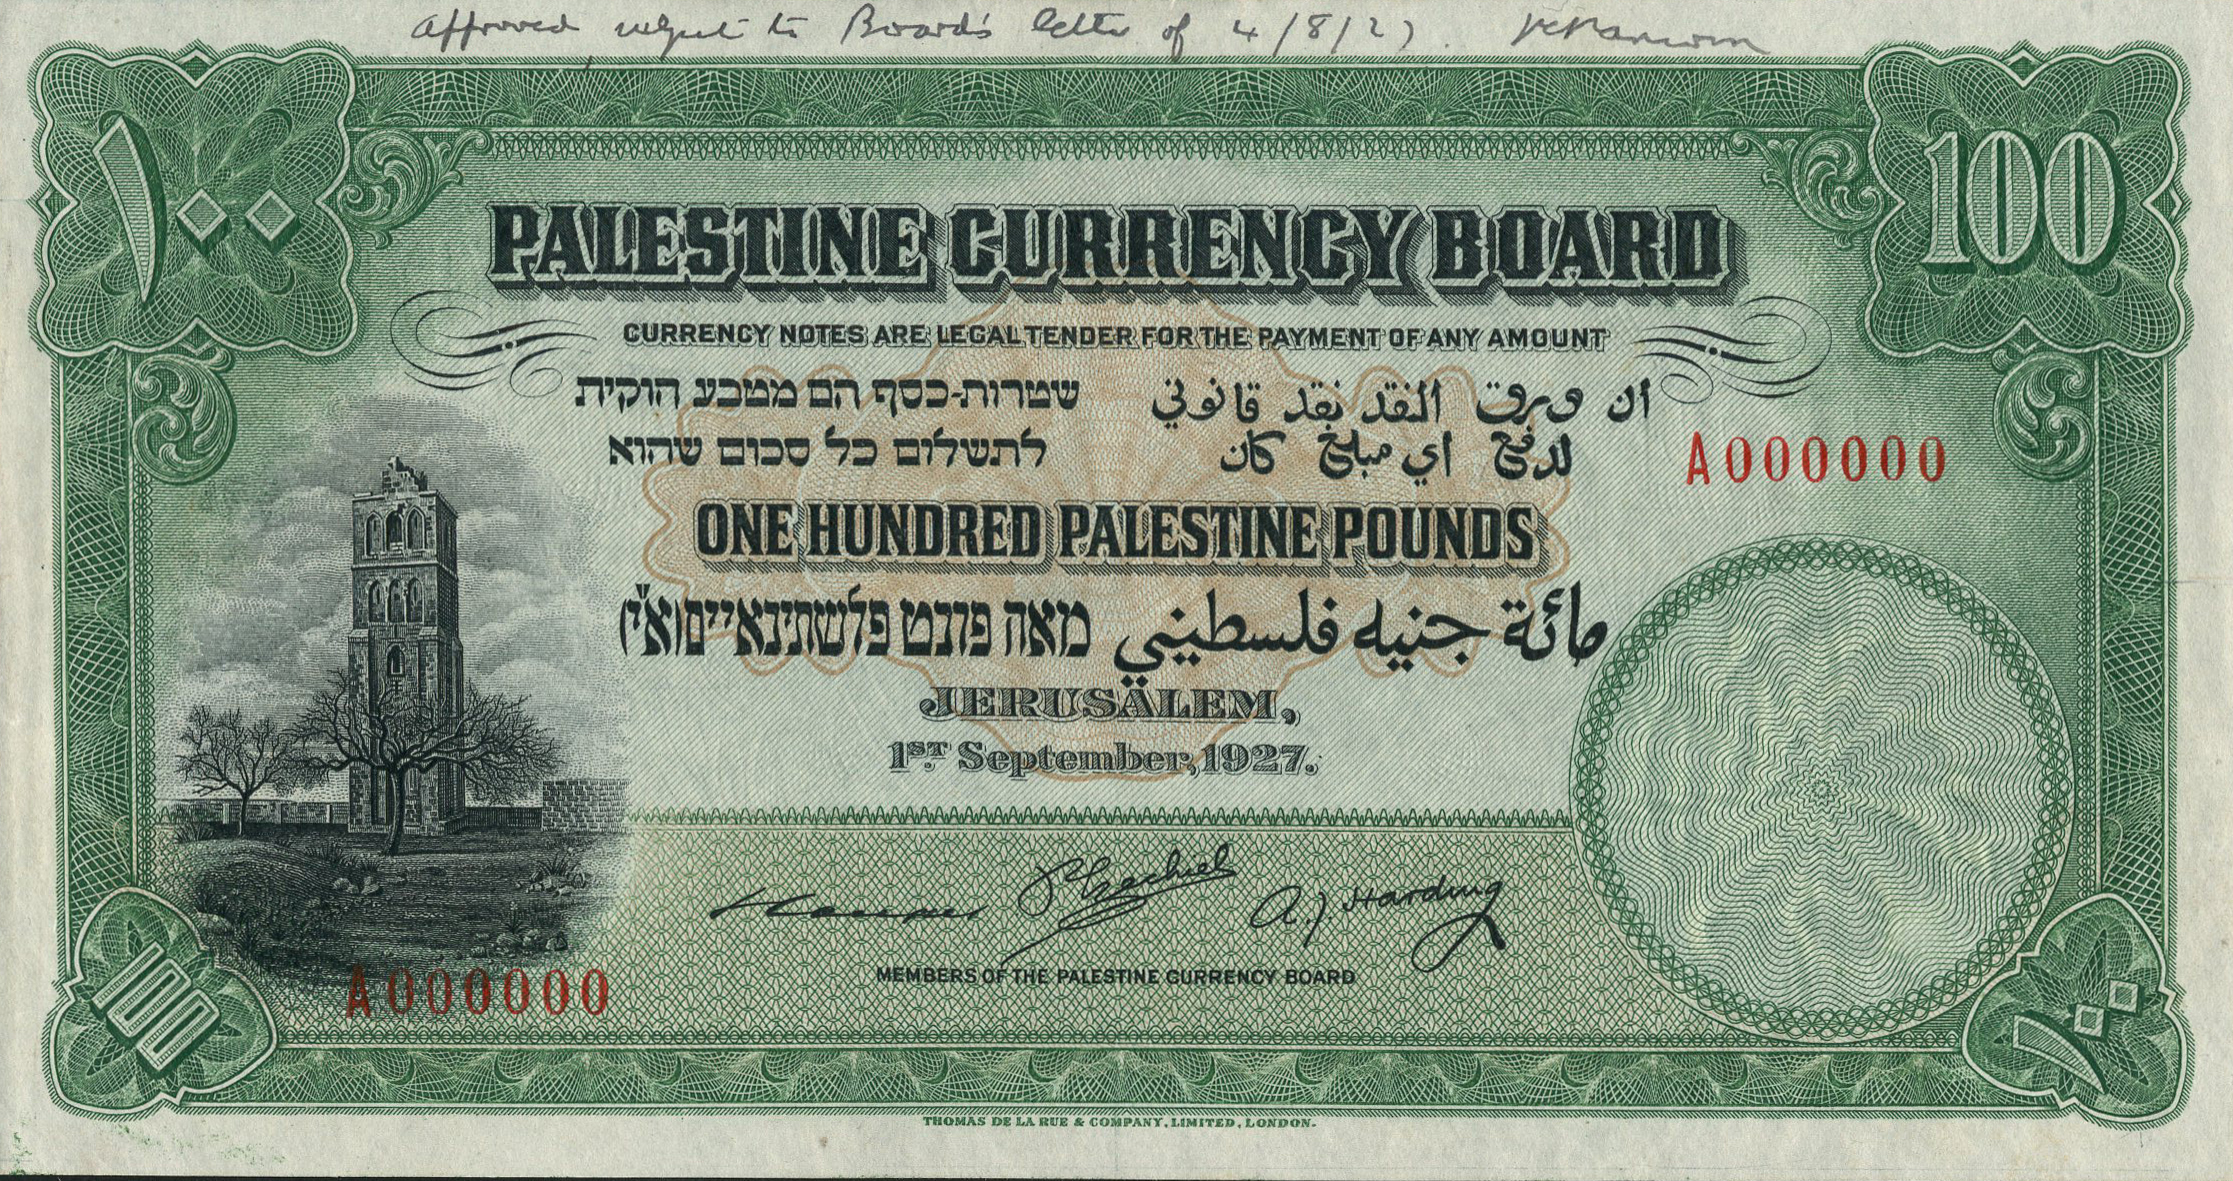 approved, subject to Board's letter of 4/8/27.
١٠٠
100
PALESTINE CURRENCY BOARD
CURRENCY NOTES ARE LEGAL TENDER FOR THE PAYMENT OF ANY AMOUNT
שטרות-כסף הם מטבע חוקית
לתשלום כל סכום שהוא
ان ورق النقد نقد قانوني
لدفع اي مبلغ كان
A000000
ONE HUNDRED PALESTINE POUNDS
מאה פונט פלשתינאיים (א״י)
مائة جنيه فلسطيني
JERUSALEM,
1ST September, 1927.
A. J. Harding
MEMBERS OF THE PALESTINE CURRENCY BOARD
A000000
100
١٠٠
THOMAS DE LA RUE & COMPANY, LIMITED, LONDON.